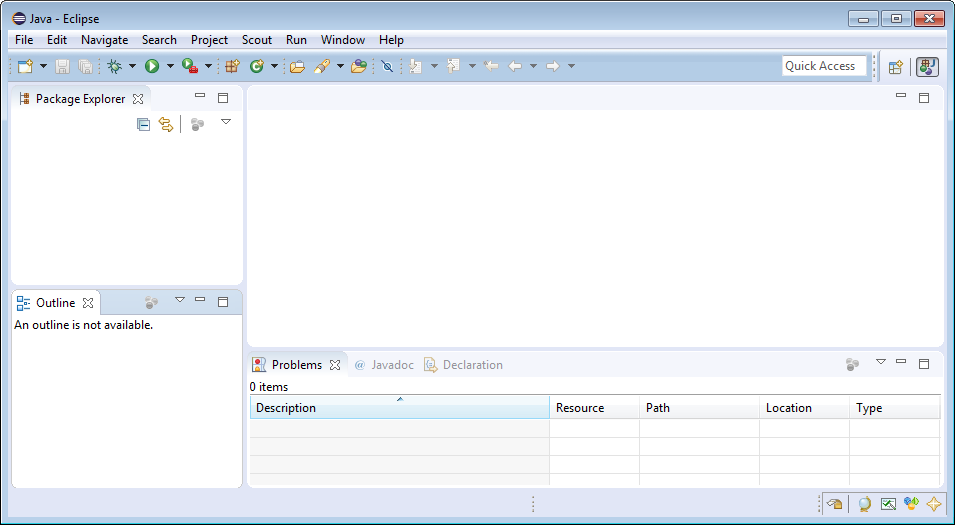 Java - Eclipse
File Edit Navigate Search Project Scout Run Window Help
Quick Access
Package Explorer
Outline
An outline is not available.
Problems @ Javadoc Declaration
0 items
Description Resource Path Location Type